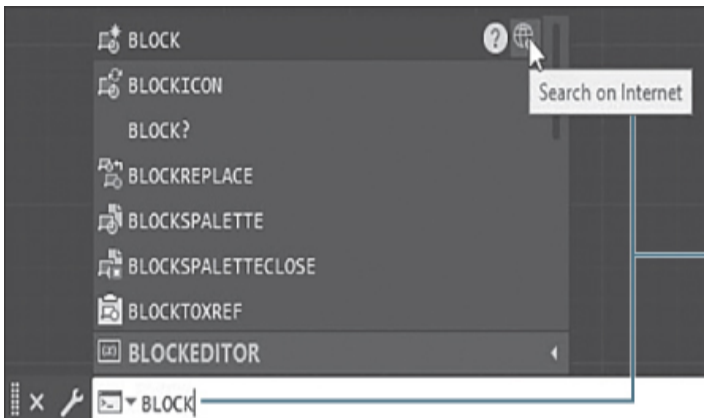 BLOCK
Search on Internet
BLOCKICON
BLOCK?
BLOCKREPLACE
BLOCKSPALETTE
BLOCKSPALETTECLOSE
BLOCKTOXREF
BLOCKEDITOR
BLOCK